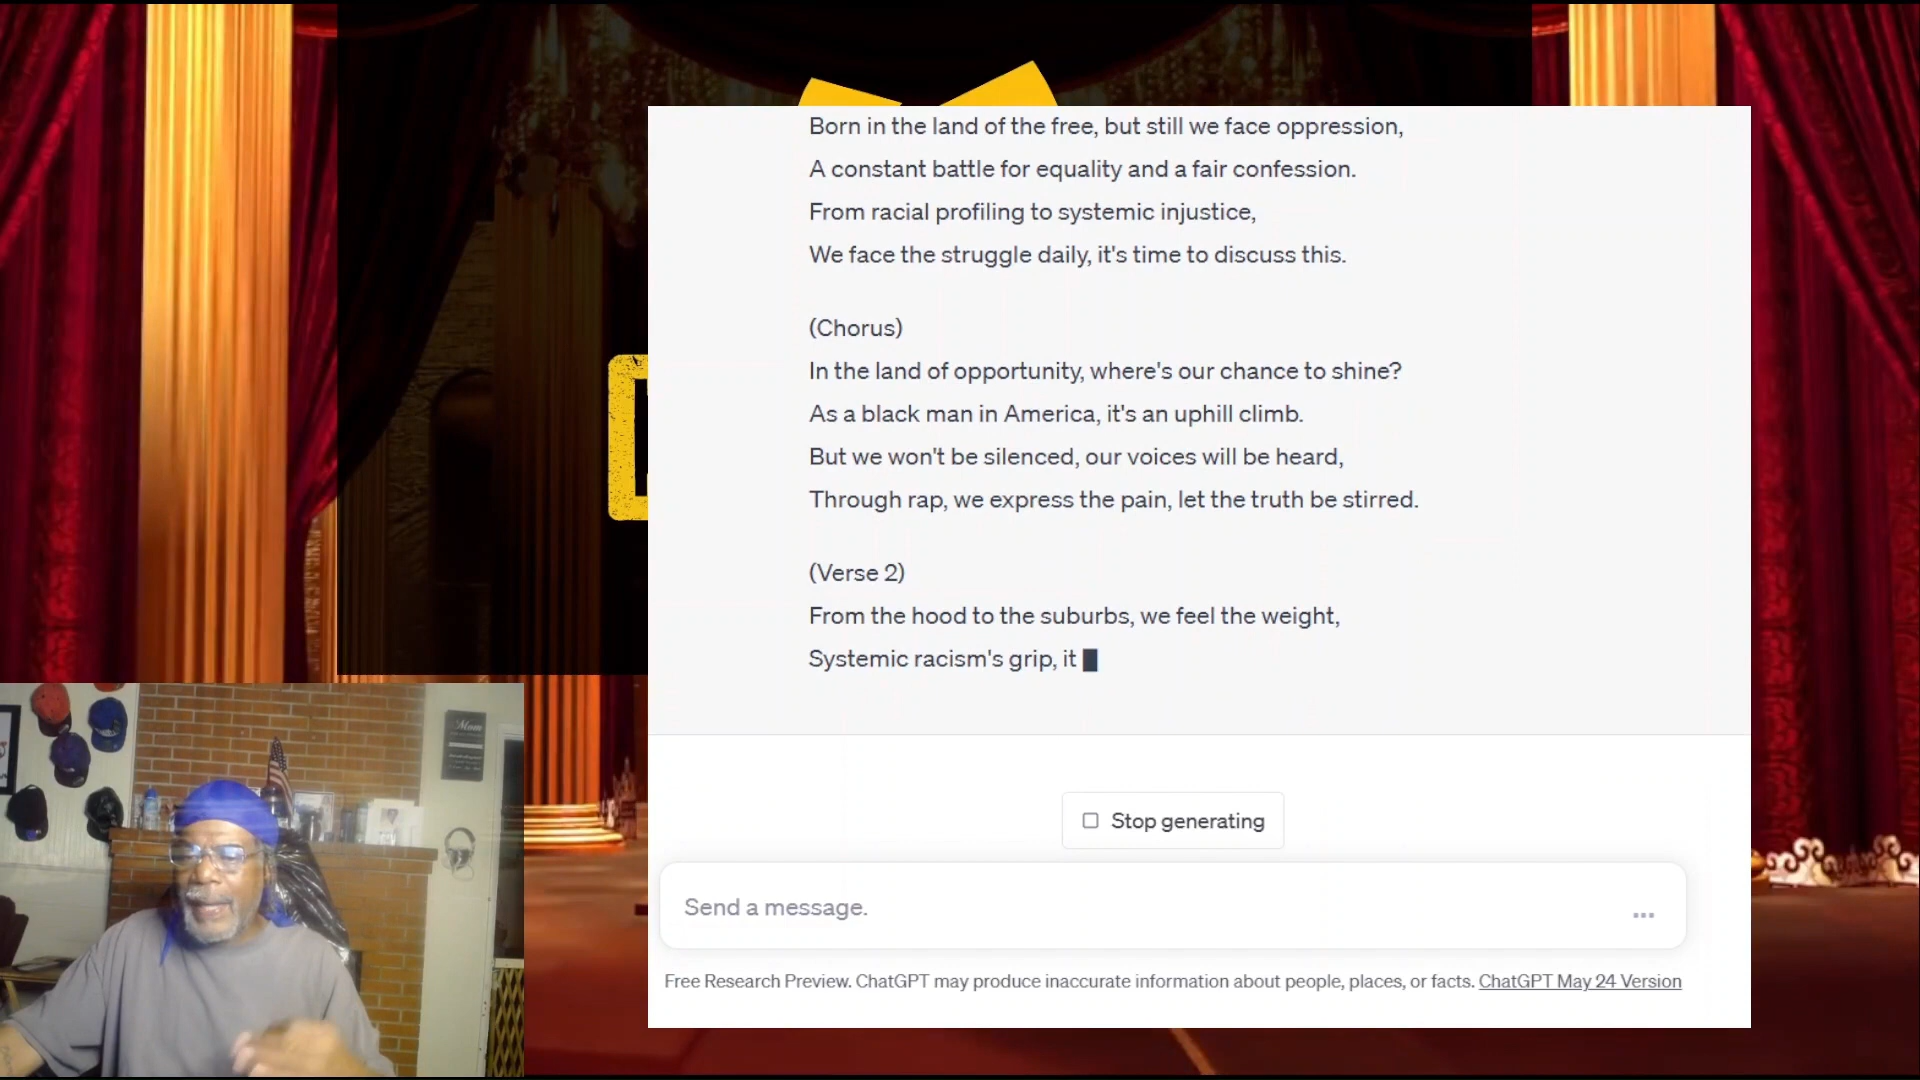 Born in the land of the free, but still we face oppression,
A constant battle for equality and a fair confession.
From racial profiling to systemic injustice,
We face the struggle daily, it's time to discuss this.
(Chorus)
In the land of opportunity, where's our chance to shine?
As a black man in America, it's an uphill climb.
But we won't be silenced, our voices will be heard,
Through rap, we express the pain, let the truth be stirred.
(Verse 2)
From the hood to the suburbs, we feel the weight,
Systemic racism's grip, it
Stop generating
Send a message.
Free Research Preview. ChatGPT may produce inaccurate information about people, places, or facts. ChatGPT May 24 Version
Mom